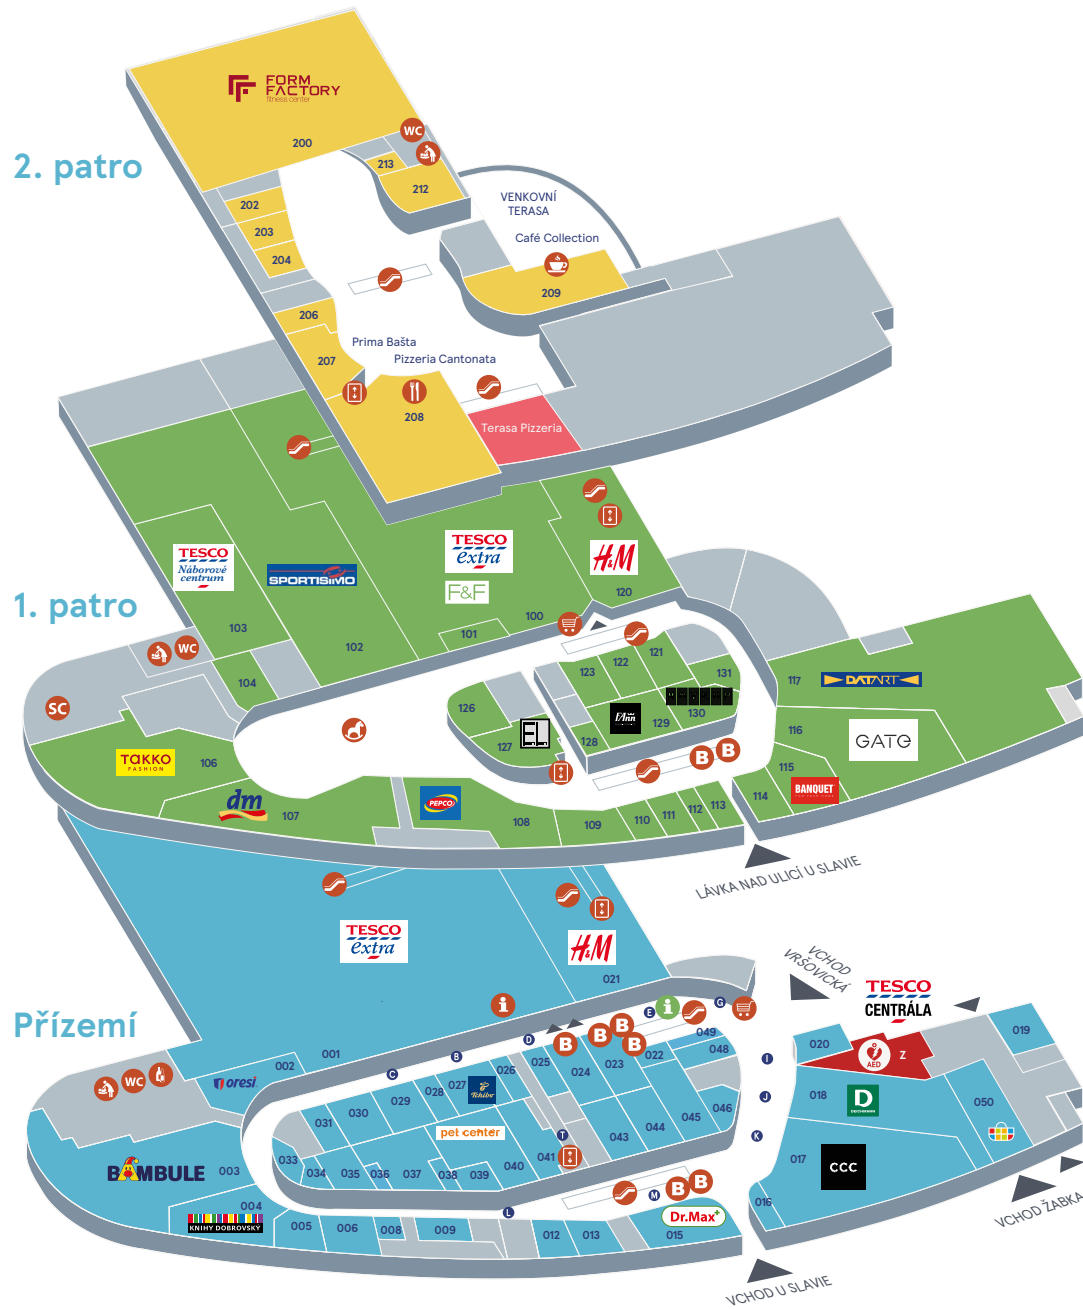 FORM
FACTORY
fitness center
200
WC
2. patro
213
212
202
VENKOVNÍ
TERASA
203
Café Collection
204
209
206
Prima Bašta
Pizzeria Cantonata
207
208
Terasa Pizzeria
TESCO
Náborové
centrum
SPORTISIMO
TESCO
extra
F&F
H&M
120
1. patro
103
102
101
100
WC
104
SC
123
122
121
131
117
DATART
126
127
EL
128
l'Ann
129
130
116
GATE
TAKKO
FASHION
106
B
B
115
BANQUET
114
dm
107
PEPCO
108
109
110
111
112
113
LÁVKA NAD ULICÍ U SLAVIE
TESCO
extra
H&M
021
VCHOD
VRŠOVICKÁ
TESCO
CENTRÁLA
Přízemí
001
002
G
E
D
B
C
B
B
B
049
048
022
023
024
025
026
027
Tchibo
028
029
030
031
I
J
K
020
AED
Z
019
018
D
DEICHMANN
050
WC
oresi
BAMBULE
003
033
034
035
036
037
038
039
040
041
pet center
T
043
044
045
046
017
CCC
016
004
KNIHY DOBROVSKÝ
005
006
008
009
L
012
013
M
B
B
Dr.Max+
015
VCHOD ŽABKA
VCHOD U SLAVIE